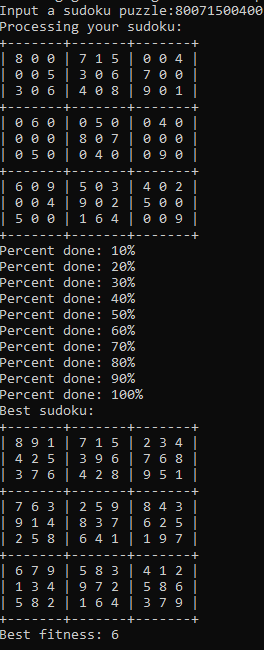 Input a sudoku puzzle:80071500400
Processing your sudoku:
+-------+-------+-------+
| 8 0 0 | 7 1 5 | 0 0 4 |
| 0 0 5 | 3 0 6 | 7 0 0 |
| 3 0 6 | 4 0 8 | 9 0 1 |
+-------+-------+-------+
| 0 6 0 | 0 5 0 | 0 4 0 |
| 0 0 0 | 8 0 7 | 0 0 0 |
| 0 5 0 | 0 4 0 | 0 9 0 |
+-------+-------+-------+
| 6 0 9 | 5 0 3 | 4 0 2 |
| 0 0 4 | 9 0 2 | 5 0 0 |
| 5 0 0 | 1 6 4 | 0 0 9 |
+-------+-------+-------+
Percent done: 10%
Percent done: 20%
Percent done: 30%
Percent done: 40%
Percent done: 50%
Percent done: 60%
Percent done: 70%
Percent done: 80%
Percent done: 90%
Percent done: 100%
Best sudoku:
+-------+-------+-------+
| 8 9 1 | 7 1 5 | 2 3 4 |
| 4 2 5 | 3 9 6 | 7 6 8 |
| 3 7 6 | 4 2 8 | 9 5 1 |
+-------+-------+-------+
| 7 6 3 | 2 5 9 | 8 4 3 |
| 9 1 4 | 8 3 7 | 6 2 5 |
| 2 5 8 | 6 4 1 | 1 9 7 |
+-------+-------+-------+
| 6 7 9 | 5 8 3 | 4 1 2 |
| 1 3 4 | 9 7 2 | 5 8 6 |
| 5 8 2 | 1 6 4 | 3 7 9 |
+-------+-------+-------+
Best fitness: 6